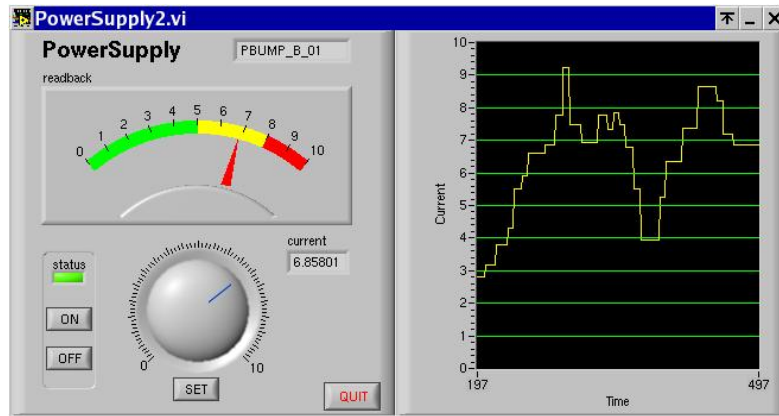 PowerSupply2.vi
PowerSupply
PBUMP_B_01
readback
0 1 2 3 4 5 6 7 8 9 10
current
6.85801
status
ON
OFF
0 10
SET
QUIT
10
9
8
7
6
5
4
3
2
1
0
Current
197 497
Time